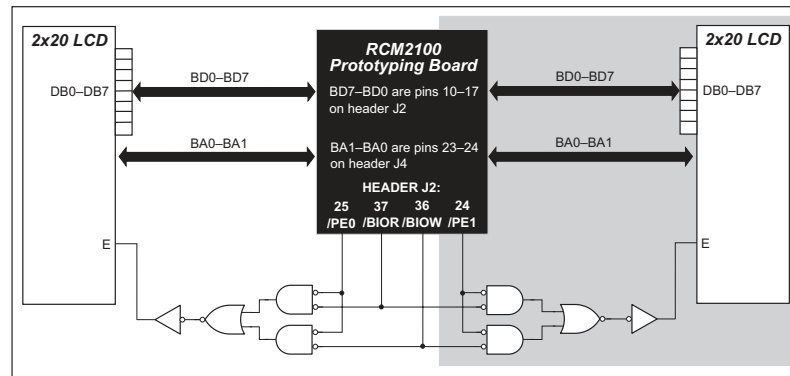 2x20 LCD
RCM2100
Prototyping Board
2x20 LCD
BD0–BD7
BD0–BD7
DB0–DB7
BD7–BD0 are pins 10–17
on header J2
DB0–DB7
BA0–BA1
BA1–BA0 are pins 23–24
on header J4
BA0–BA1
HEADER J2:
25 37 36 24
/PE0 /BIOR /BIOW /PE1
E
E